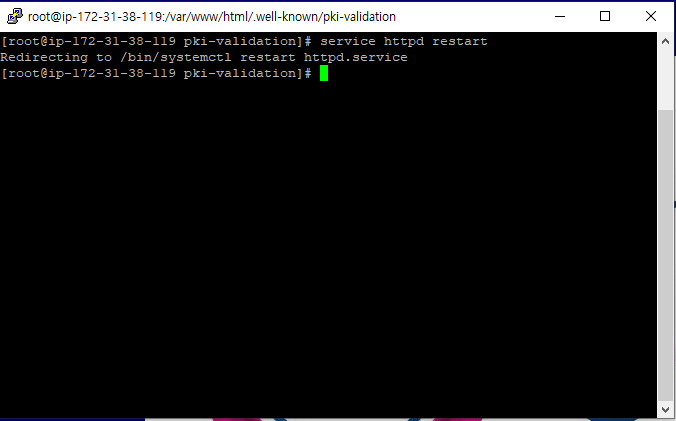 root@ip-172-31-38-119:/var/www/html/.well-known/pki-validation
[root@ip-172-31-38-119 pki-validation]# service httpd restart
Redirecting to /bin/systemctl restart httpd.service
[root@ip-172-31-38-119 pki-validation]#